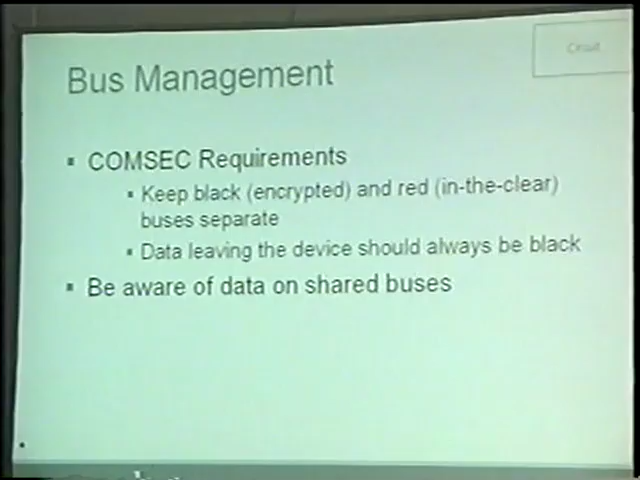 Circuit
Bus Management
▪ COMSEC Requirements
▪ Keep black (encrypted) and red (in-the-clear)
buses separate
▪ Data leaving the device should always be black
▪ Be aware of data on shared buses